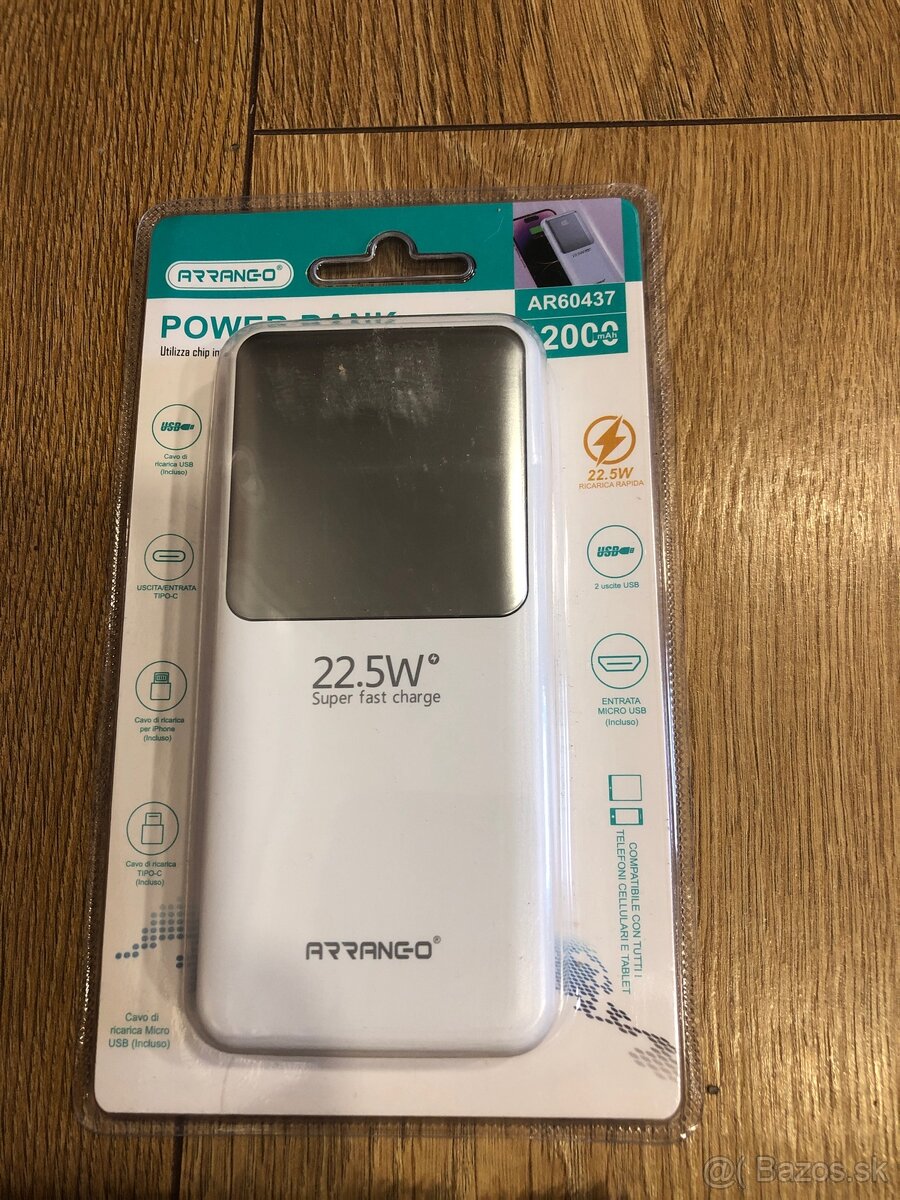 ARRANGO®
AR60437
POWER BANK
2000 mAh
Utilizza chip
USB
Cavo di
ricarica USB
(Incluso)
22.5W
RICARICA RAPIDA
USCITA/ENTRATA
TIPO-C
USB
2 uscite USB
22.5W
Super fast charge
Cavo di ricarica
per iPhone
(Incluso)
ENTRATA
MICRO USB
(Incluso)
Cavo di ricarica
TIPO-C
(Incluso)
COMPATIBILE CON TUTTI I
TELEFONI CELLULARI E TABLET
ARRANGO®
Cavo di
ricarica Micro
USB (Incluso)
@( Bazos.sk